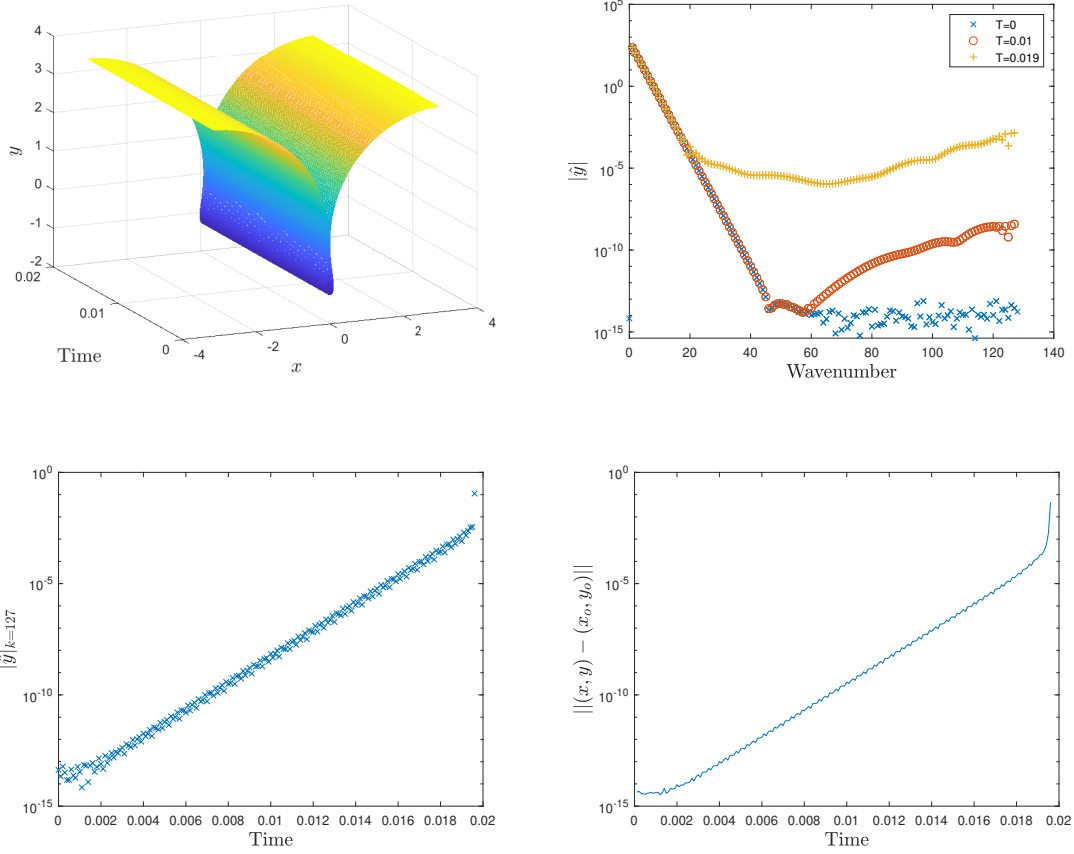 4
3
2
1
0
-1
-2
y
0.02
0.01
0
Time
-4
-2
0
2
4
x
10^5
10^0
10^-5
10^-10
10^-15
|ŷ|
T=0
T=0.01
T=0.019
0 20 40 60 80 100 120 140
Wavenumber
10^0
10^-5
10^-10
10^-15
|ŷ|_{k=127}
0 0.002 0.004 0.006 0.008 0.01 0.012 0.014 0.016 0.018 0.02
Time
10^0
10^-5
10^-10
10^-15
||(x, y) − (x_o, y_o)||
0 0.002 0.004 0.006 0.008 0.01 0.012 0.014 0.016 0.018 0.02
Time